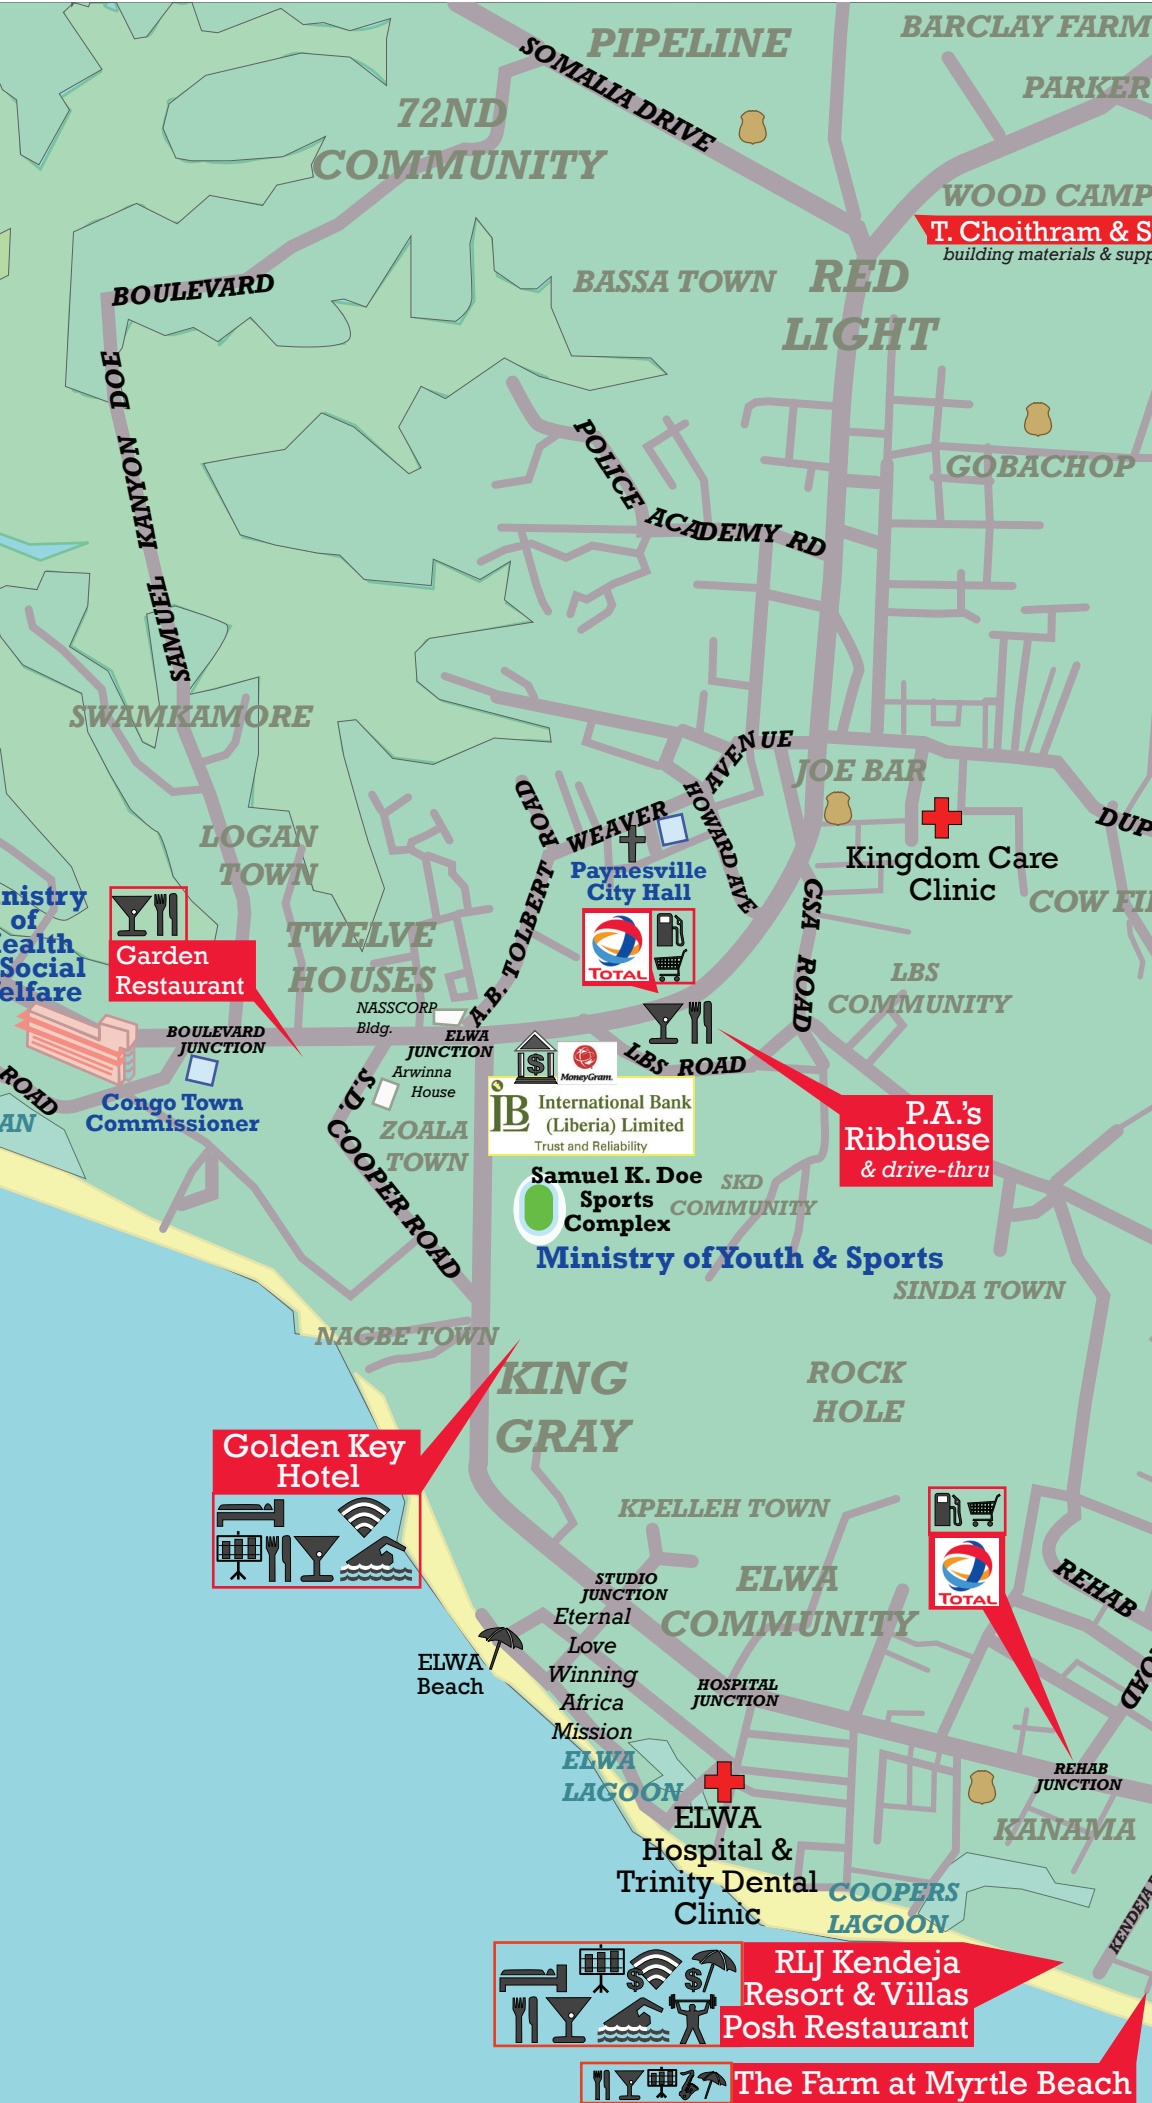 BARCLAY FARM
PIPELINE
SOMALIA DRIVE
PARKER
72ND
COMMUNITY
WOOD CAMP
T. Choithram & S
building materials & supp
BASSA TOWN
RED
LIGHT
BOULEVARD
SAMUEL KANYON DOE
POLICE ACADEMY RD
GOBACHOP
SWAMKAMORE
WEAVER AVENUE
JOE BAR
HOWARD AVE
A.B. TOLBERT ROAD
DUP
LOGAN
TOWN
Paynesville
City Hall
Kingdom Care
Clinic
COW FI
nistry
of
ealth
Social
elfare
Garden
Restaurant
TWELVE
HOUSES
TOTAL
GSA ROAD
LBS
COMMUNITY
NASSCORP
Bldg.
BOULEVARD
JUNCTION
ELWA
JUNCTION
LBS ROAD
Arwinna
House
$
MoneyGram.
IB
International Bank
(Liberia) Limited
Trust and Reliability
ROAD
AN
Congo Town
Commissioner
S.D. COOPER ROAD
ZOALA
TOWN
P.A.'s
Ribhouse
& drive-thru
Samuel K. Doe
Sports
Complex
SKD
COMMUNITY
Ministry of Youth & Sports
SINDA TOWN
NAGBE TOWN
KING
GRAY
ROCK
HOLE
Golden Key
Hotel
KPELLEH TOWN
TOTAL
REHAB
OAD
STUDIO
JUNCTION
ELWA
COMMUNITY
Eternal
Love
Winning
Africa
Mission
ELWA
Beach
HOSPITAL
JUNCTION
ELWA
LAGOON
REHAB
JUNCTION
KANAMA
ELWA
Hospital &
Trinity Dental
Clinic
COOPERS
LAGOON
KENDEJA
$
$
RLJ Kendeja
Resort & Villas
Posh Restaurant
The Farm at Myrtle Beach